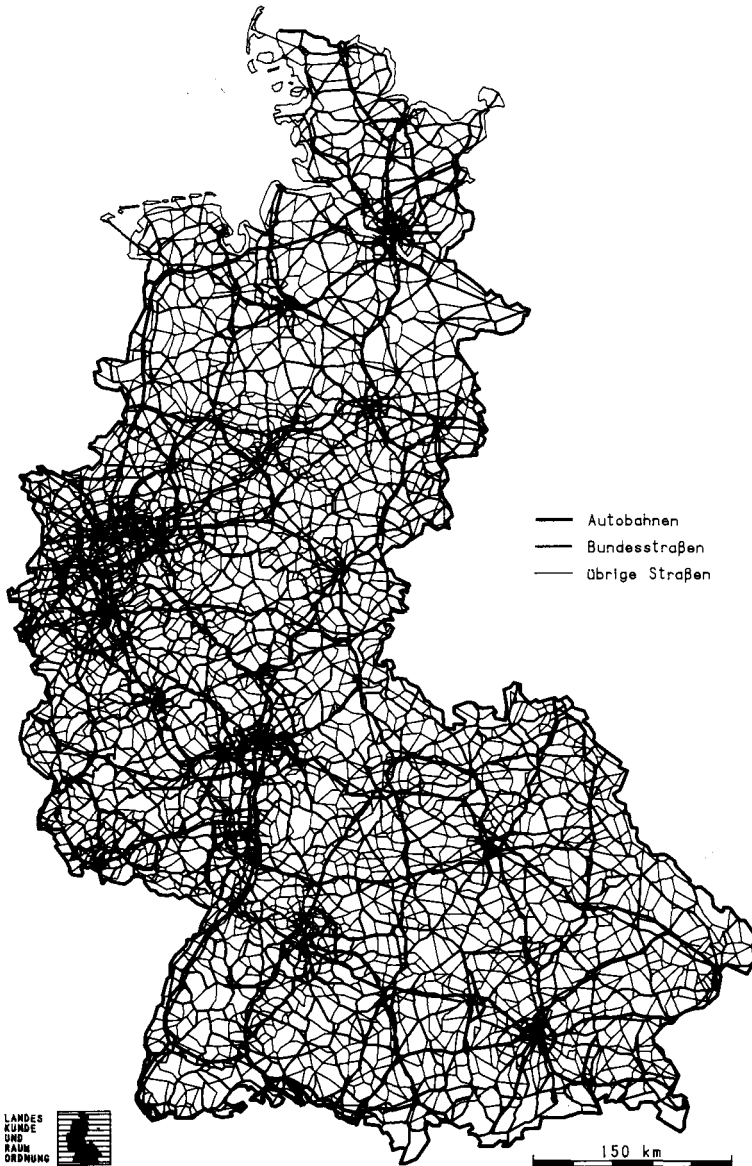 Autobahnen
Bundesstraßen
übrige Straßen
LANDES
KUNDE
UND
RAUM
ORDNUNG
150 km